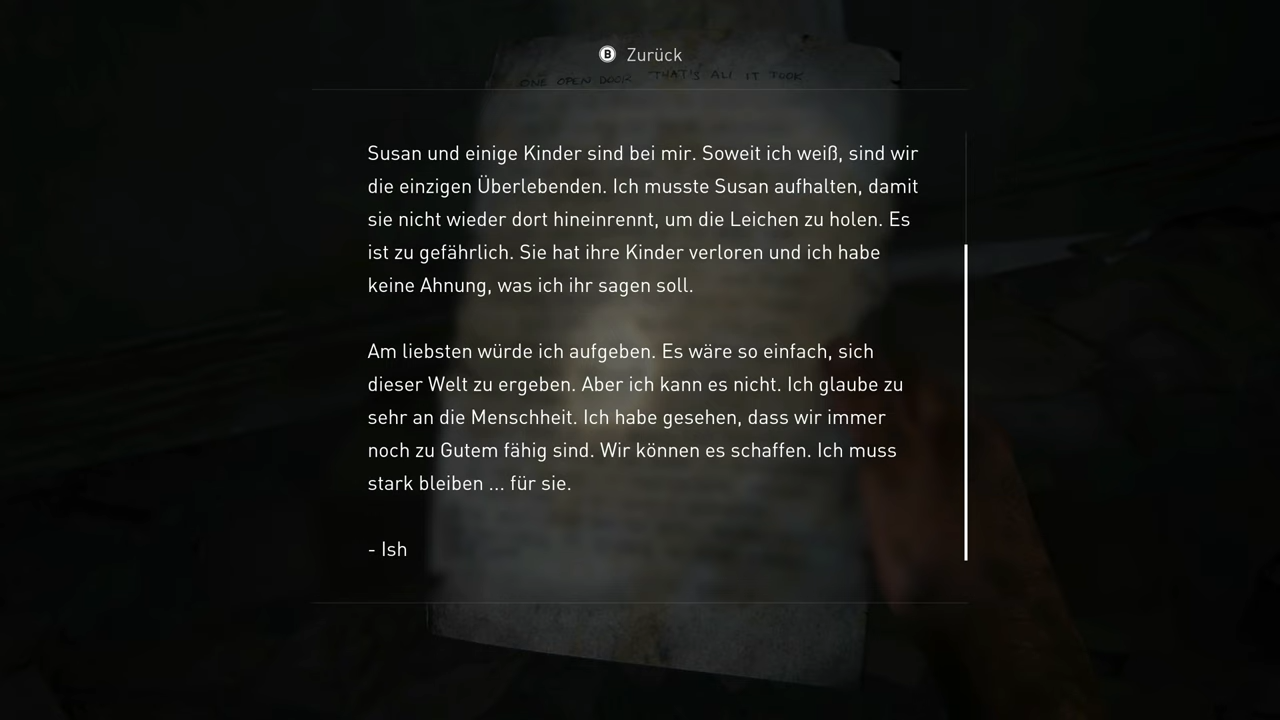 B Zurück
ONE OPEN DOOR THAT'S ALL IT TOOK
Susan und einige Kinder sind bei mir. Soweit ich weiß, sind wir
die einzigen Überlebenden. Ich musste Susan aufhalten, damit
sie nicht wieder dort hineinrennt, um die Leichen zu holen. Es
ist zu gefährlich. Sie hat ihre Kinder verloren und ich habe
keine Ahnung, was ich ihr sagen soll.
Am liebsten würde ich aufgeben. Es wäre so einfach, sich
dieser Welt zu ergeben. Aber ich kann es nicht. Ich glaube zu
sehr an die Menschheit. Ich habe gesehen, dass wir immer
noch zu Gutem fähig sind. Wir können es schaffen. Ich muss
stark bleiben ... für sie.
- Ish